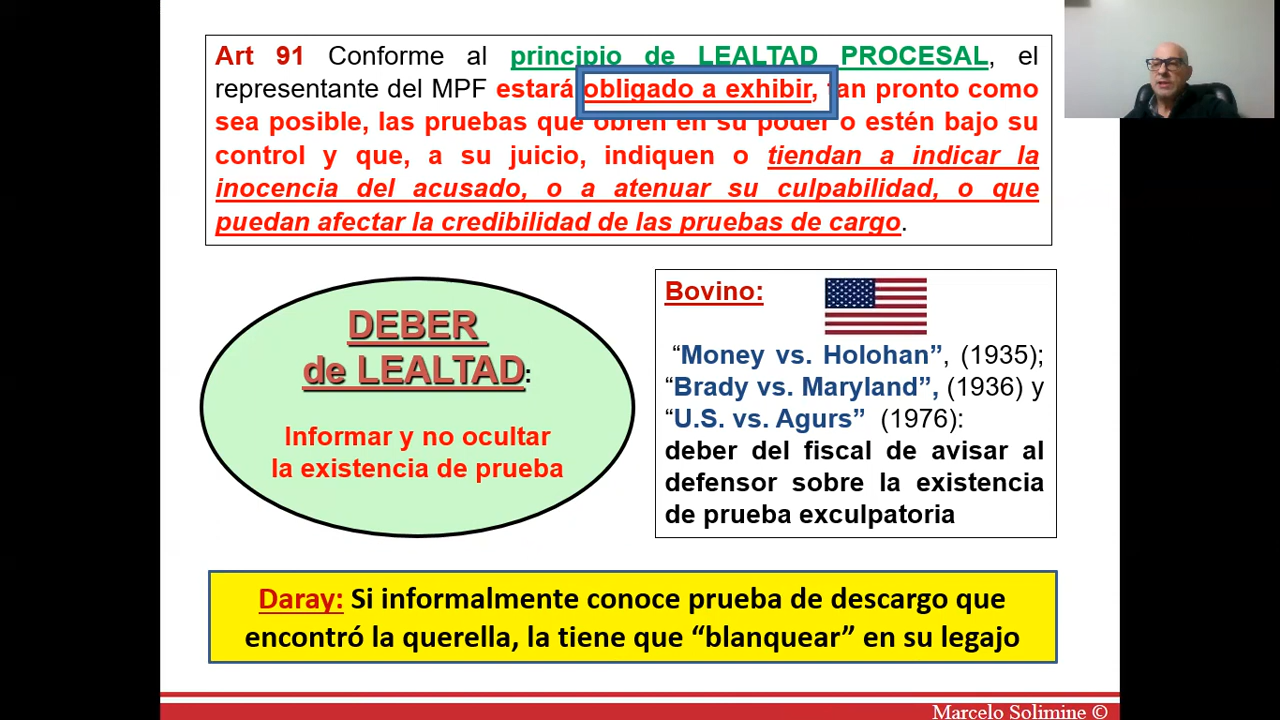 Art 91 Conforme al principio de LEALTAD PROCESAL, el
representante del MPF estará obligado a exhibir, tan pronto como
sea posible, las pruebas que obren en su poder o estén bajo su
control y que, a su juicio, indiquen o tiendan a indicar la
inocencia del acusado, o a atenuar su culpabilidad, o que
puedan afectar la credibilidad de las pruebas de cargo.
DEBER
de LEALTAD:
Informar y no ocultar
la existencia de prueba
Bovino:
“Money vs. Holohan”, (1935);
“Brady vs. Maryland”, (1936) y
“U.S. vs. Agurs” (1976):
deber del fiscal de avisar al
defensor sobre la existencia
de prueba exculpatoria
Daray: Si informalmente conoce prueba de descargo que
encontró la querella, la tiene que “blanquear” en su legajo
Marcelo Solimine ©